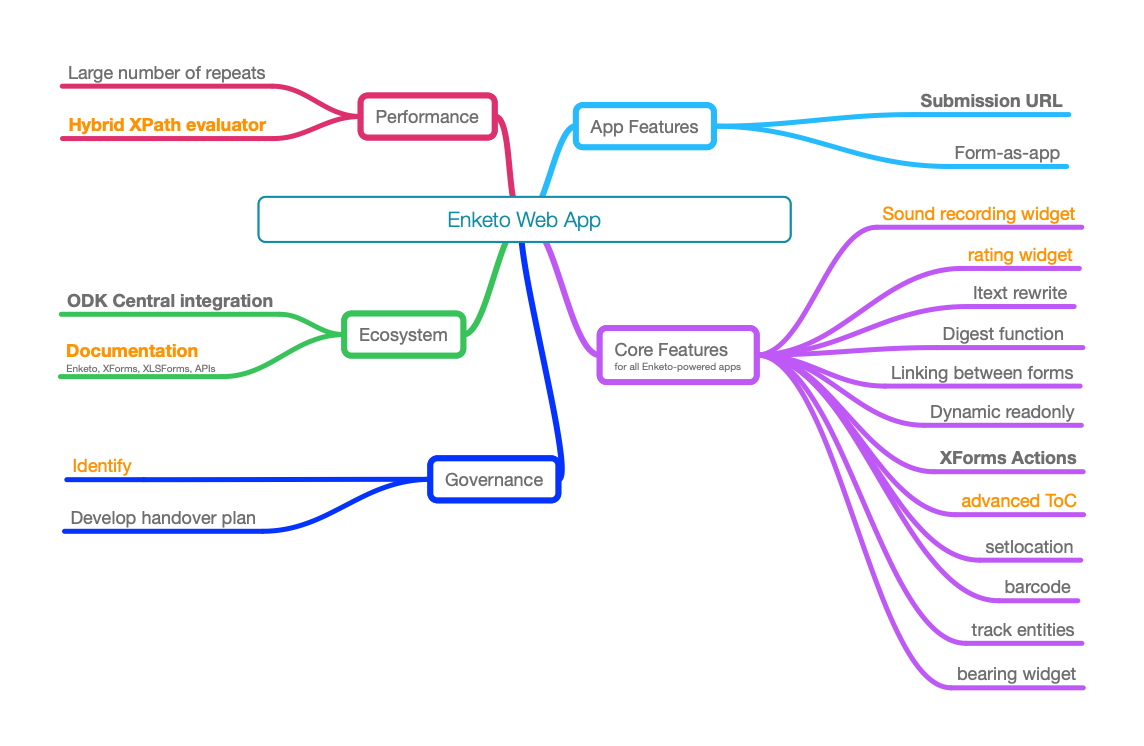 Large number of repeats
Hybrid XPath evaluator
Performance
App Features
Submission URL
Form-as-app
Enketo Web App
ODK Central integration
Documentation
Enketo, XForms, XLSForms, APIs
Ecosystem
Identify
Develop handover plan
Governance
Core Features
for all Enketo-powered apps
Sound recording widget
rating widget
Itext rewrite
Digest function
Linking between forms
Dynamic readonly
XForms Actions
advanced ToC
setlocation
barcode
track entities
bearing widget